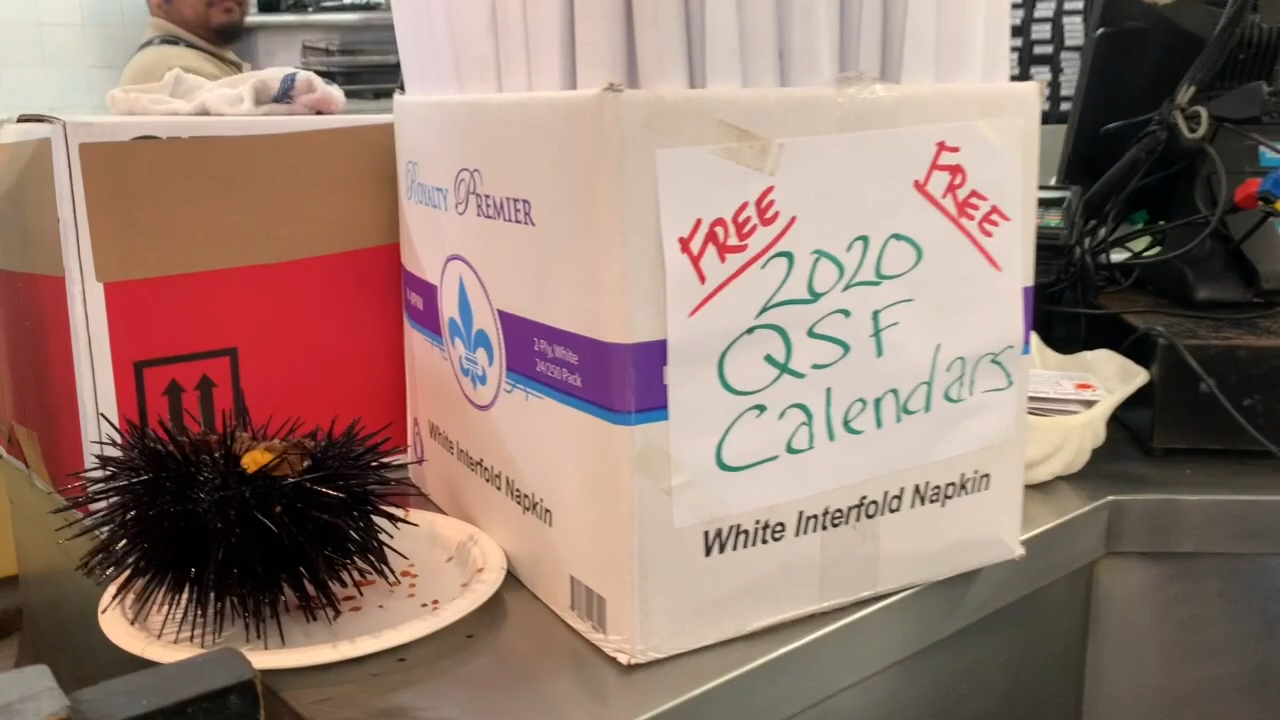 ROYALTY PREMIER
2-Ply, White
24/250 Pack
White Interfold Napkin
FREE
FREE
2020
QSF
Calendars
White Interfold Napkin